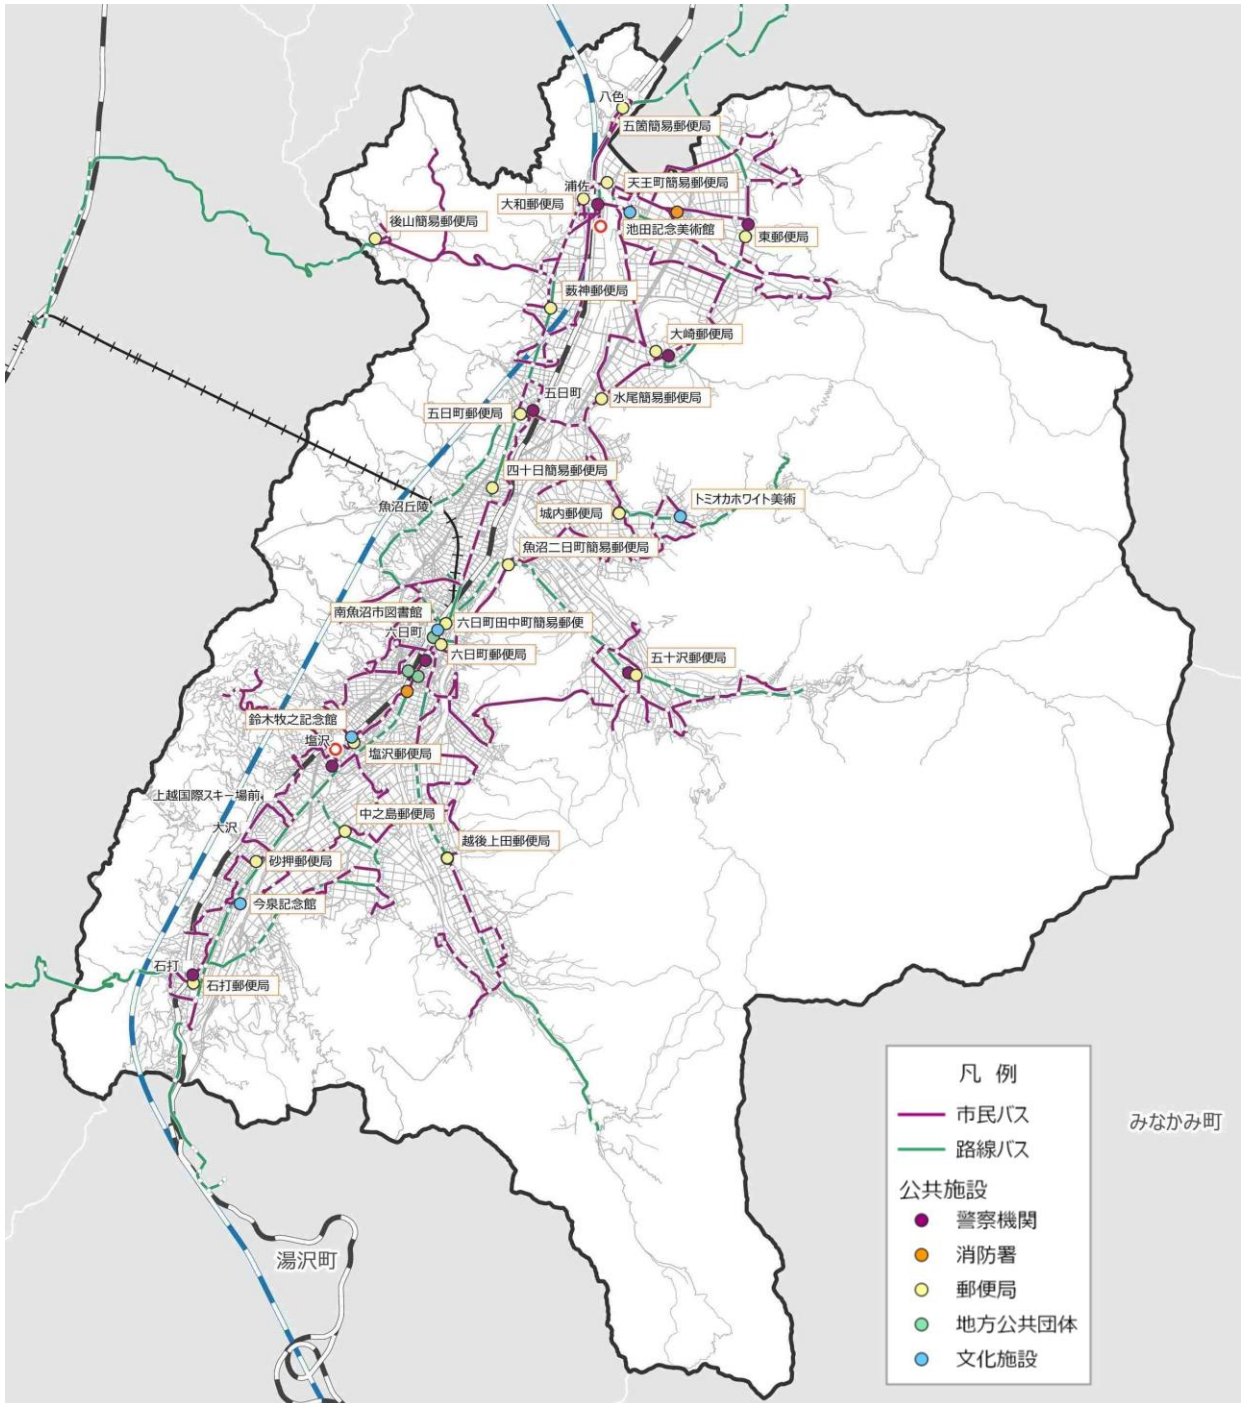 八色
五箇簡易郵便局
浦佐
天王町簡易郵便局
大和郵便局
後山簡易郵便局
池田記念美術館
東郵便局
薮神郵便局
大崎郵便局
五日町
水尾簡易郵便局
五日町郵便局
四十日簡易郵便局
魚沼丘陵
トミオカホワイト美術
城内郵便局
魚沼二日町簡易郵便局
南魚沼市図書館
六日町
六日町田中町簡易郵便
六日町郵便局
五十沢郵便局
鈴木牧之記念館
塩沢
塩沢郵便局
上越国際スキー場前
大沢
中之島郵便局
越後上田郵便局
砂押郵便局
今泉記念館
石打
石打郵便局
湯沢町
みなかみ町
凡 例
市民バス
路線バス
公共施設
警察機関
消防署
郵便局
地方公共団体
文化施設